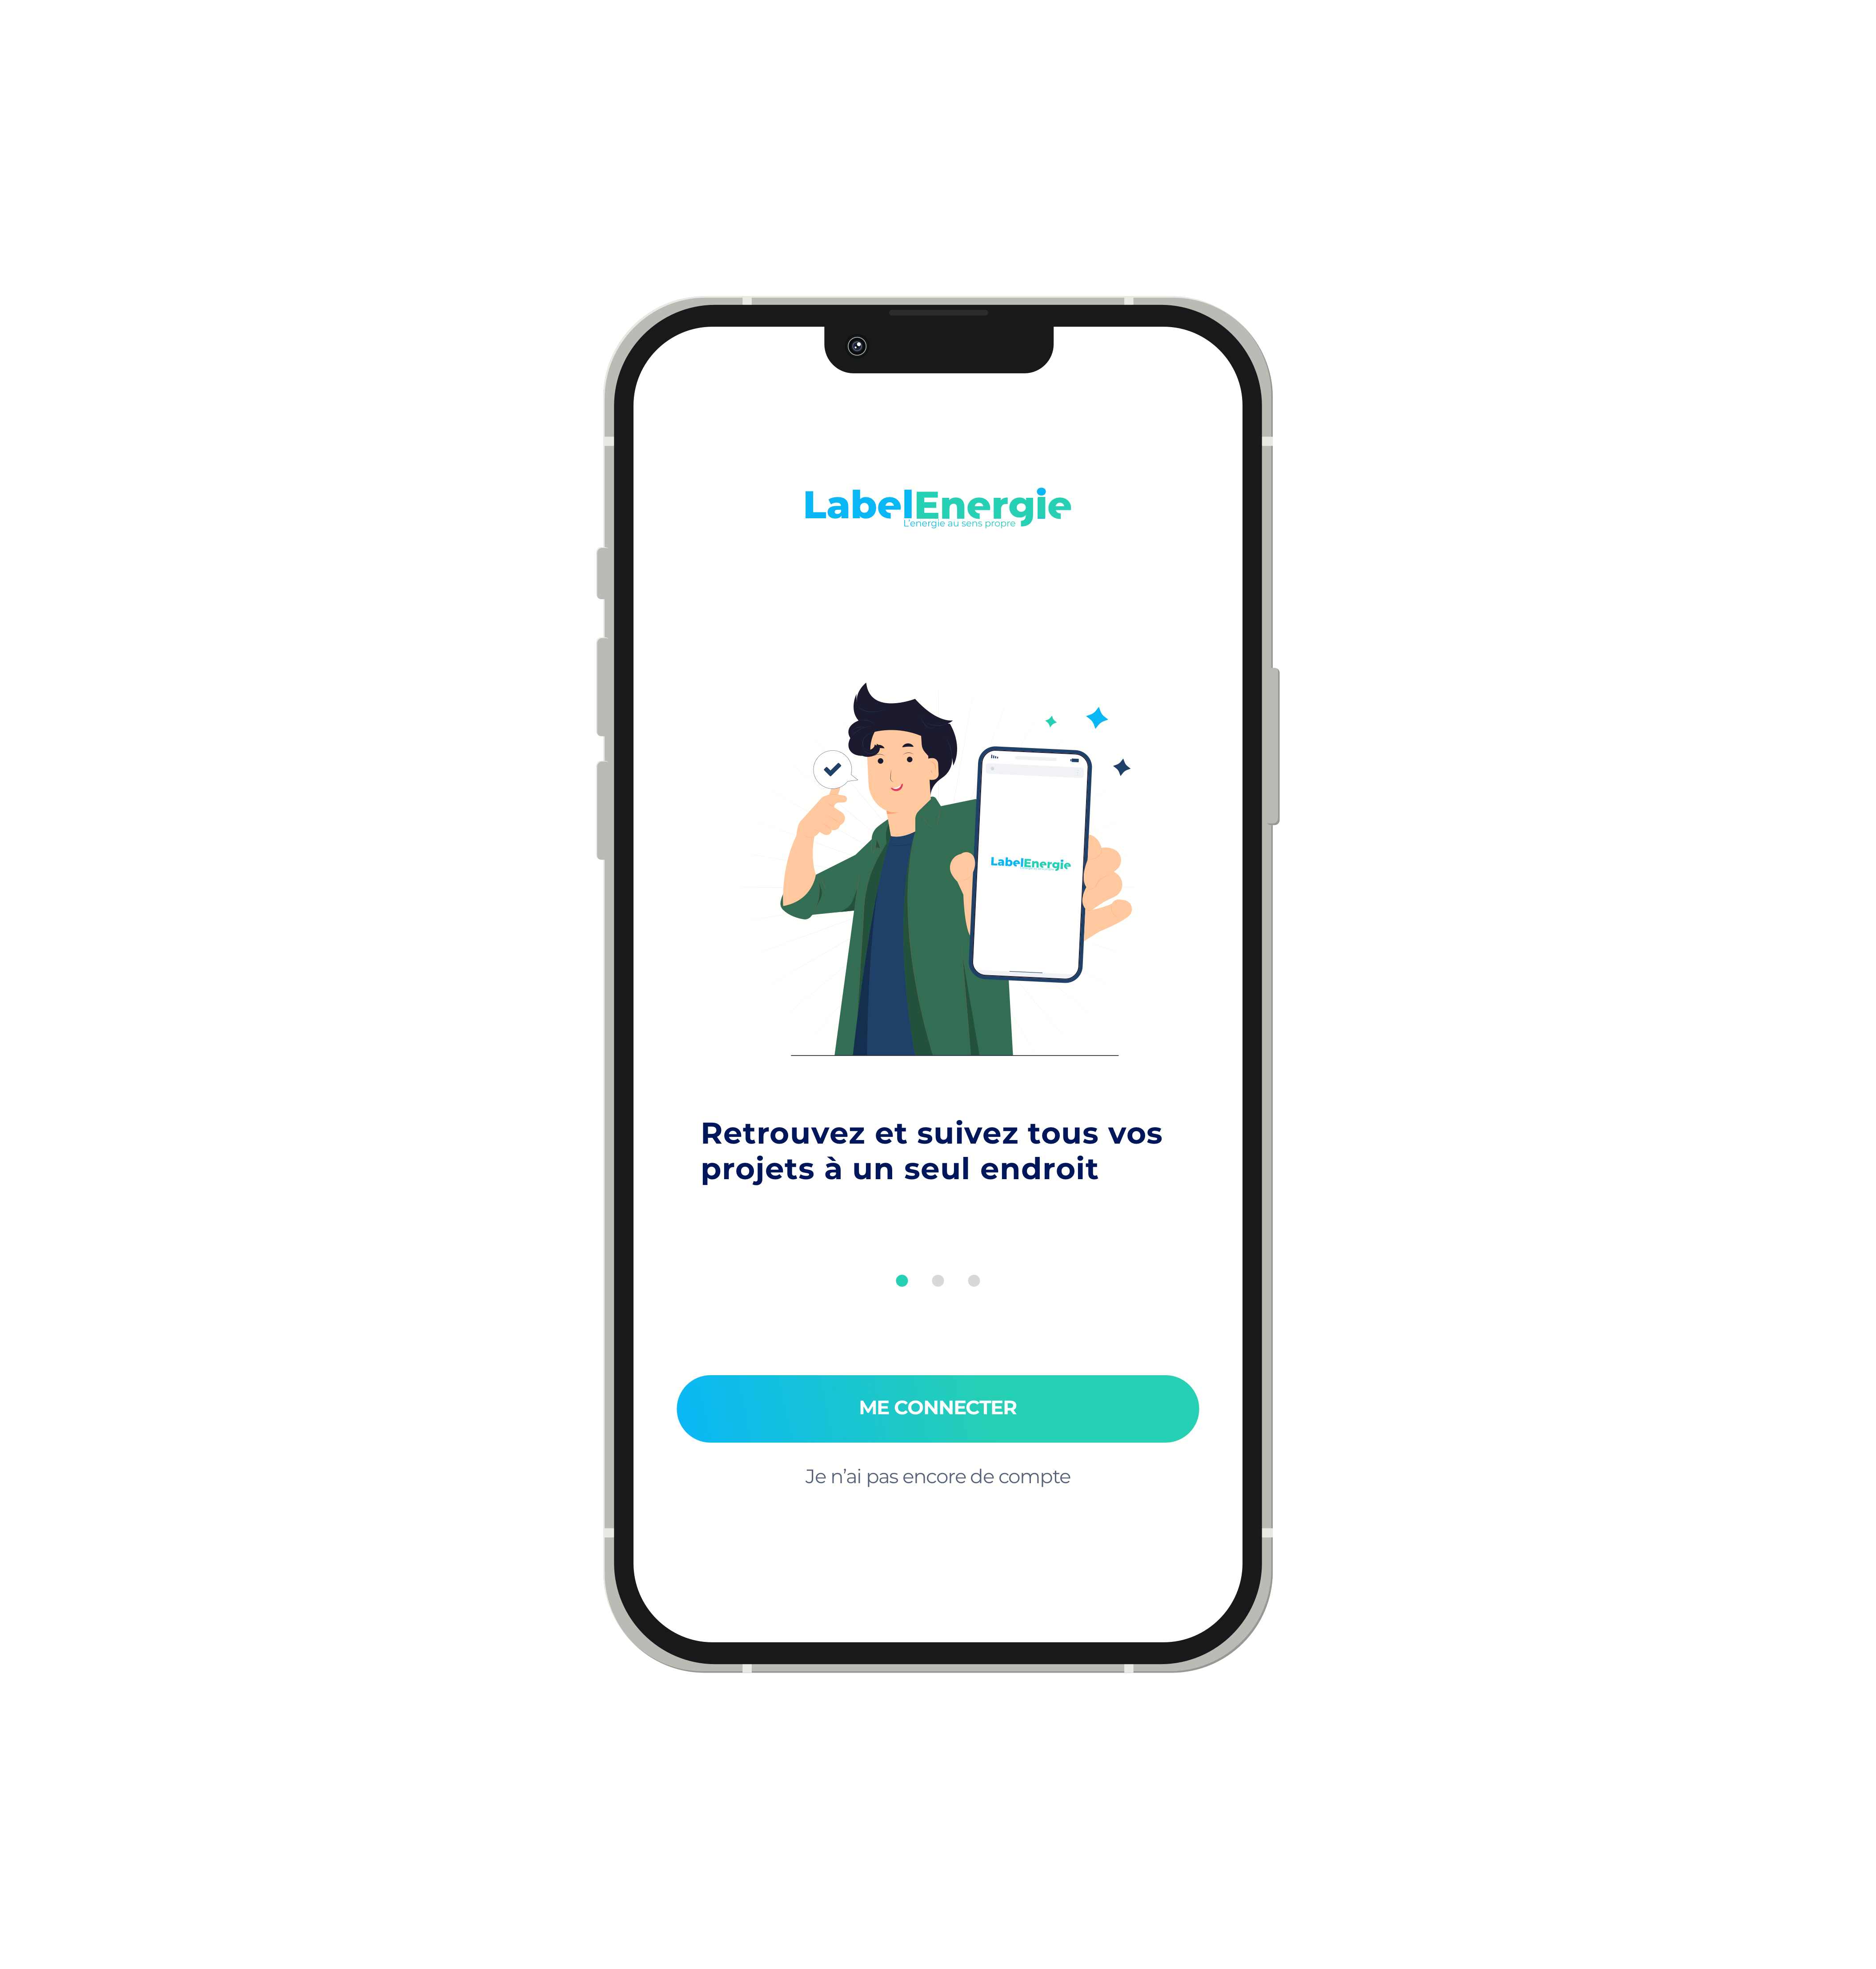 LabelEnergie
L'énergie au sens propre
LabelEnergie
Retrouvez et suivez tous vos
projets à un seul endroit
ME CONNECTER
Je n'ai pas encore de compte